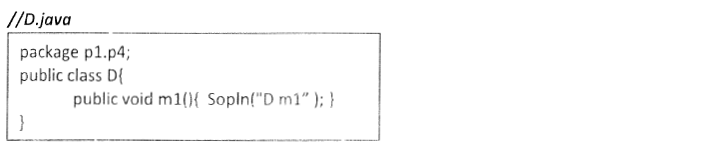 //D.java
package p1.p4;
public class D{
public void m1(){ Sopln("D m1" ); }
}